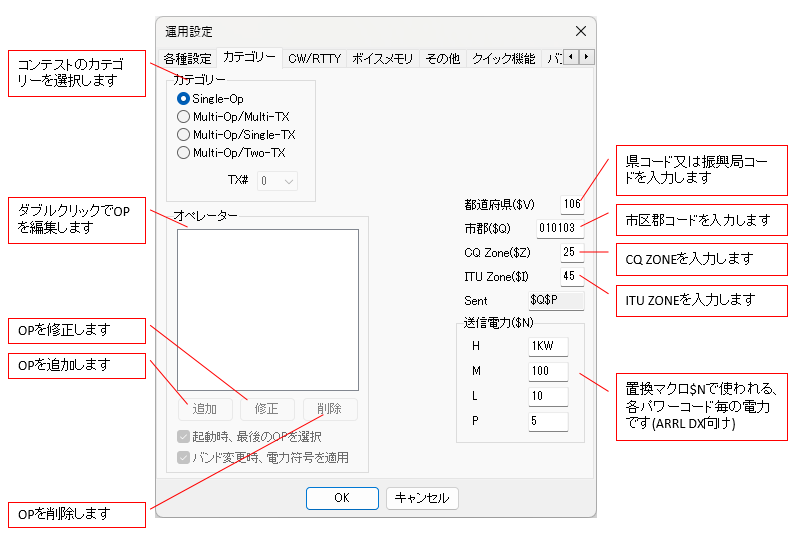 運用設定
各種設定 カテゴリー CW/RTTY ボイスメモリ その他 クイック機能
コンテストのカテゴ
リーを選択します
カテゴリー
Single-Op
Multi-Op/Multi-TX
Multi-Op/Single-TX
Multi-Op/Two-TX
TX# 0
ダブルクリックでOP
を編集します
オペレーター
OPを修正します
OPを追加します
追加 修正 削除
起動時、最後のOPを選択
バンド変更時、電力符号を適用
OPを削除します
都道府県($V) 106
市郡($Q) 010103
CQ Zone($Z) 25
ITU Zone($I) 45
Sent $Q$P
送信電力($N)
H 1KW
M 100
L 10
P 5
県コード又は振興局コー
ドを入力します
市区郡コードを入力します
CQ ZONEを入力します
ITU ZONEを入力します
置換マクロ$Nで使われる、
各パワーコード毎の電力
です(ARRL DX向け)
OK キャンセル